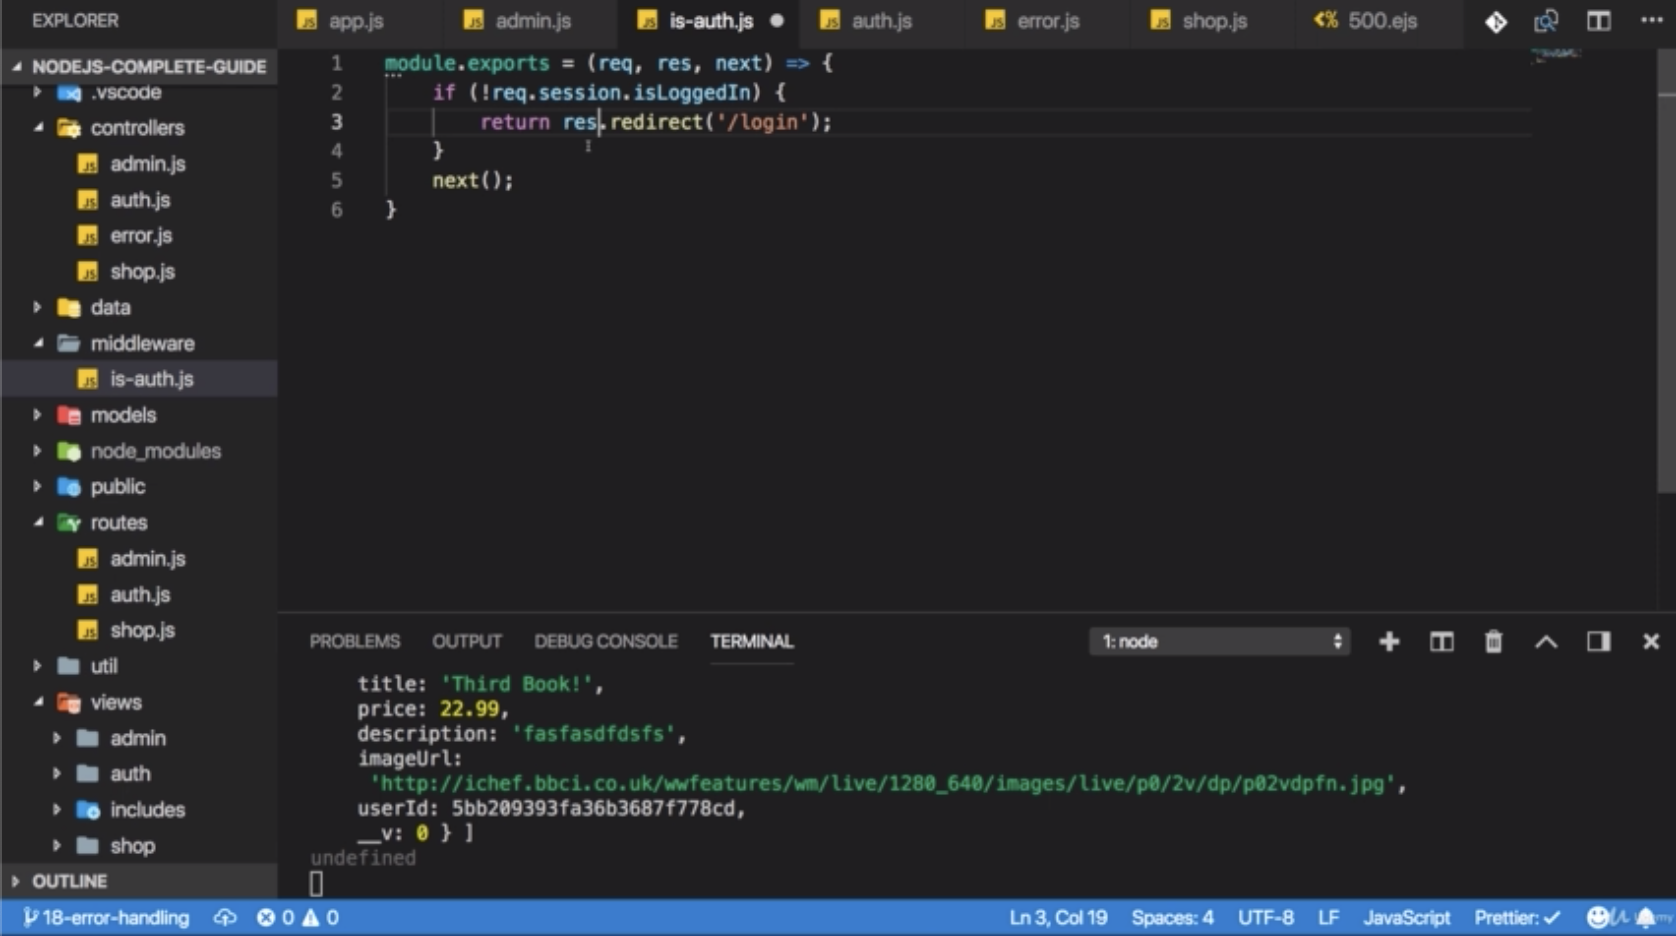 EXPLORER
app.js
admin.js
is-auth.js
auth.js
error.js
shop.js
500.ejs
NODEJS-COMPLETE-GUIDE
.vscode
controllers
admin.js
auth.js
error.js
shop.js
data
middleware
is-auth.js
models
node_modules
public
routes
admin.js
auth.js
shop.js
util
views
admin
auth
includes
shop
OUTLINE
1 module.exports = (req, res, next) => {
2 if (!req.session.isLoggedIn) {
3 return res.redirect('/login');
4 }
5 next();
6 }
PROBLEMS OUTPUT DEBUG CONSOLE TERMINAL 1: node
title: 'Third Book!',
price: 22.99,
description: 'fasfasdfdsfs',
imageUrl:
'http://ichef.bbci.co.uk/wwfeatures/wm/live/1280_640/images/live/p0/2v/dp/p02vdpfn.jpg',
userId: 5bb209393fa36b3687f778cd,
__v: 0 } ]
undefined
18-error-handling 0 0 Ln 3, Col 19 Spaces: 4 UTF-8 LF JavaScript Prettier: ✓